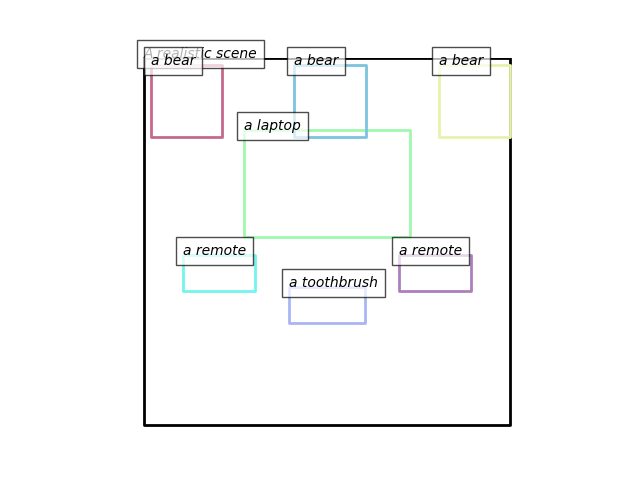 A realistic scene
a bear
a bear
a bear
a laptop
a remote
a remote
a toothbrush